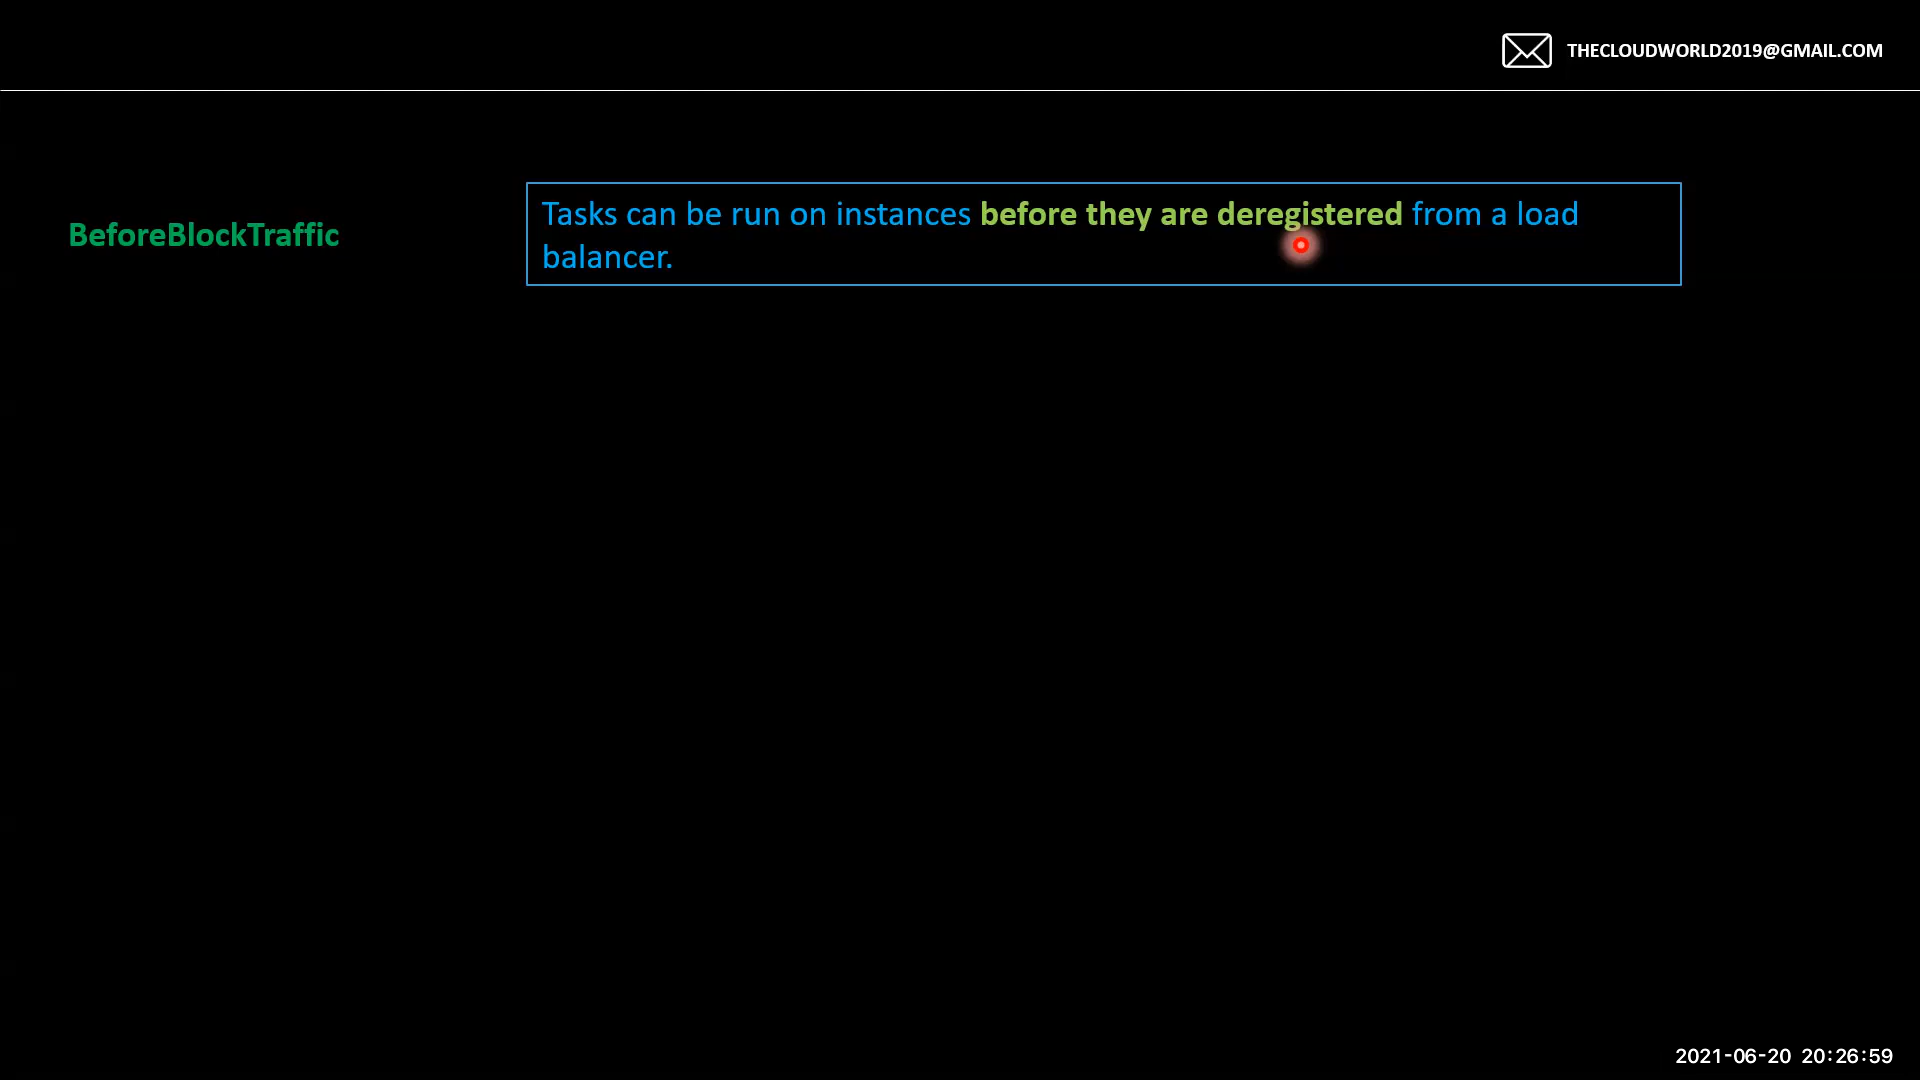 THECLOUDWORLD2019@GMAIL.COM
BeforeBlockTraffic
Tasks can be run on instances before they are deregistered from a load
balancer.
2021-06-20 20:26:59